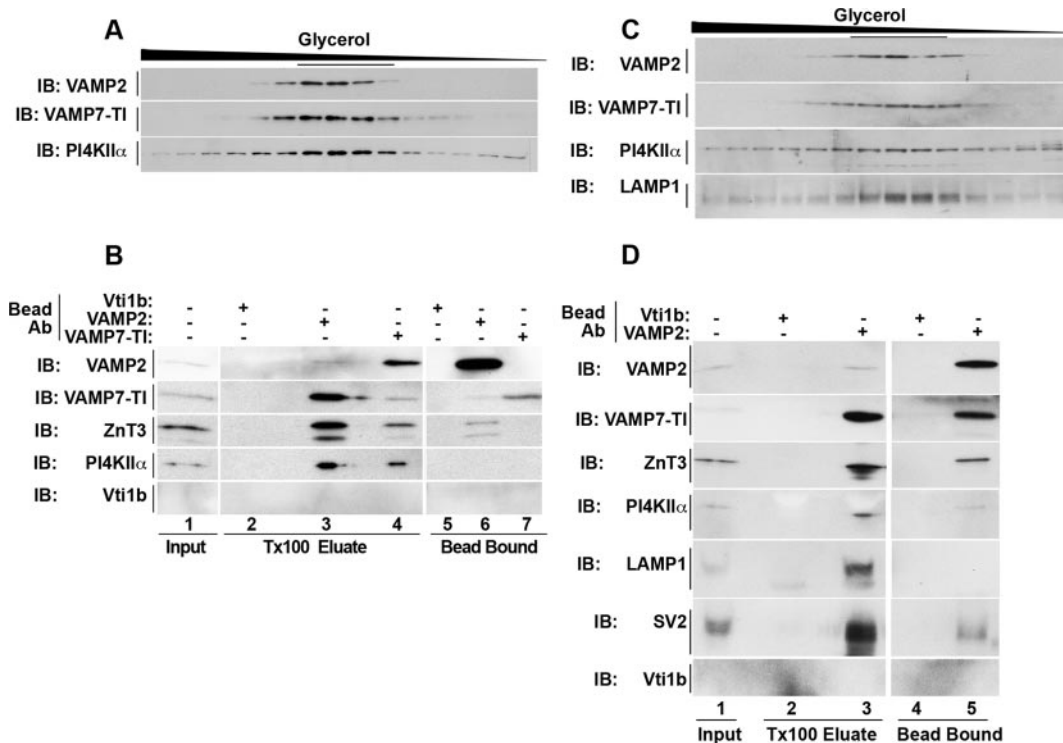 A
Glycerol
IB: VAMP2
IB: VAMP7-TI
IB: PI4KIIα
B
Bead Ab
Vti1b: - + - - + - -
VAMP2: - - + - - + -
VAMP7-TI: - - - + - - +
IB: VAMP2
IB: VAMP7-TI
IB: ZnT3
IB: PI4KIIα
IB: Vti1b
1 2 3 4 5 6 7
Input Tx100 Eluate Bead Bound
C
Glycerol
IB: VAMP2
IB: VAMP7-TI
IB: PI4KIIα
IB: LAMP1
D
Bead Ab
Vti1b: - + - + -
VAMP2: - - + - +
IB: VAMP2
IB: VAMP7-TI
IB: ZnT3
IB: PI4KIIα
IB: LAMP1
IB: SV2
IB: Vti1b
1 2 3 4 5
Input Tx100 Eluate Bead Bound